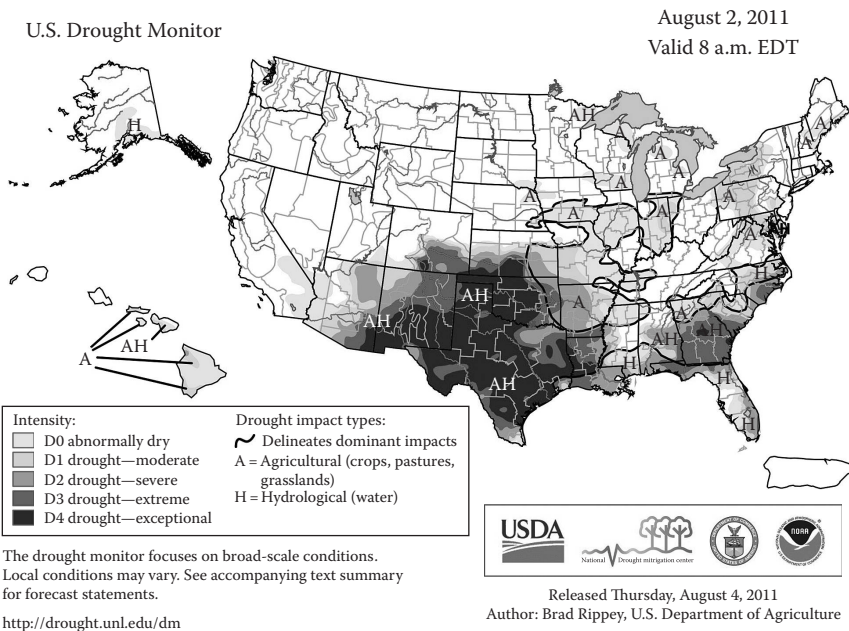 U.S. Drought Monitor
August 2, 2011
Valid 8 a.m. EDT
H
AH
A
A
A
A
A
A
A
A
A
A
A
H
AH
A
A
AH
AH
AH
H
H
AH
H
A
AH
Intensity:
D0 abnormally dry
D1 drought—moderate
D2 drought—severe
D3 drought—extreme
D4 drought—exceptional
Drought impact types:
Delineates dominant impacts
A = Agricultural (crops, pastures,
grasslands)
H = Hydrological (water)
The drought monitor focuses on broad-scale conditions.
Local conditions may vary. See accompanying text summary
for forecast statements.
http://drought.unl.edu/dm
USDA
National Drought mitrgation center
NOAA
Released Thursday, August 4, 2011
Author: Brad Rippey, U.S. Department of Agriculture